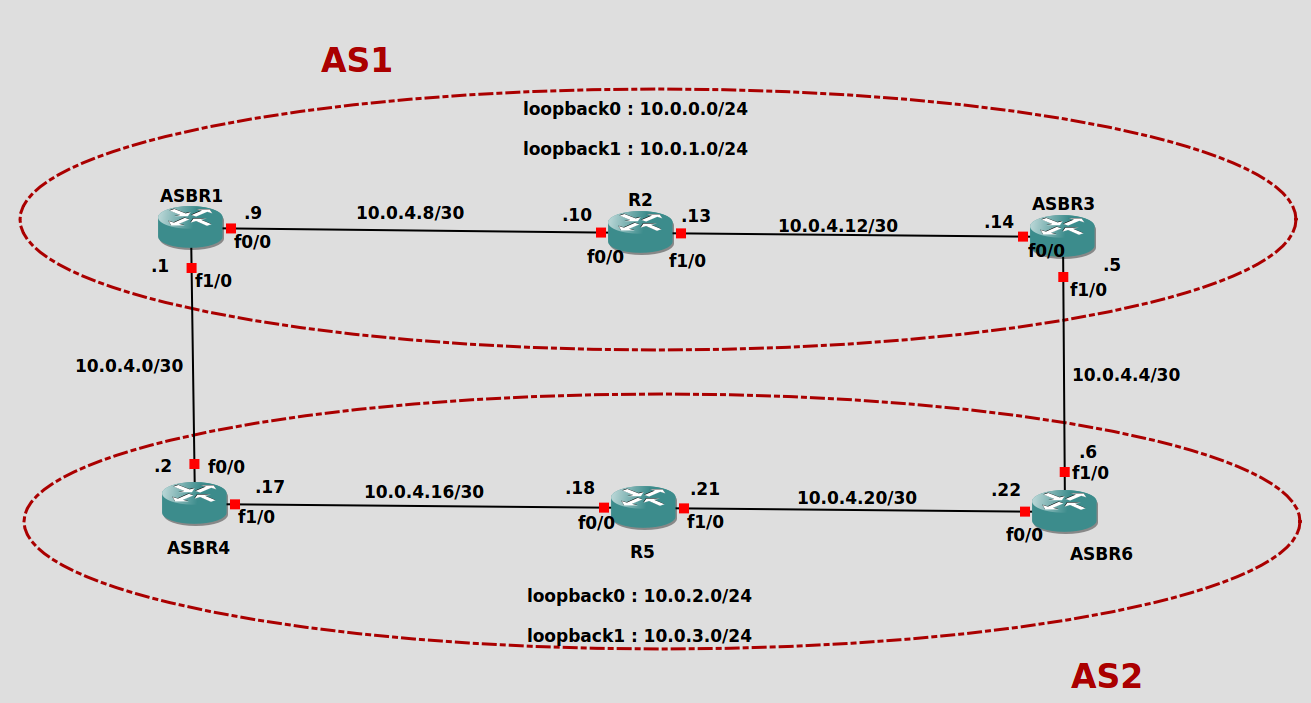 AS1
loopback0 : 10.0.0.0/24
loopback1 : 10.0.1.0/24
ASBR1
R2
ASBR3
.9
10.0.4.8/30
.10
.13
10.0.4.12/30
.14
f0/0
f0/0
f1/0
f0/0
.1
f1/0
.5
f1/0
10.0.4.0/30
10.0.4.4/30
.2
f0/0
.6
f1/0
.17
10.0.4.16/30
.18
.21
10.0.4.20/30
.22
f1/0
f0/0
f1/0
f0/0
ASBR4
R5
ASBR6
loopback0 : 10.0.2.0/24
loopback1 : 10.0.3.0/24
AS2